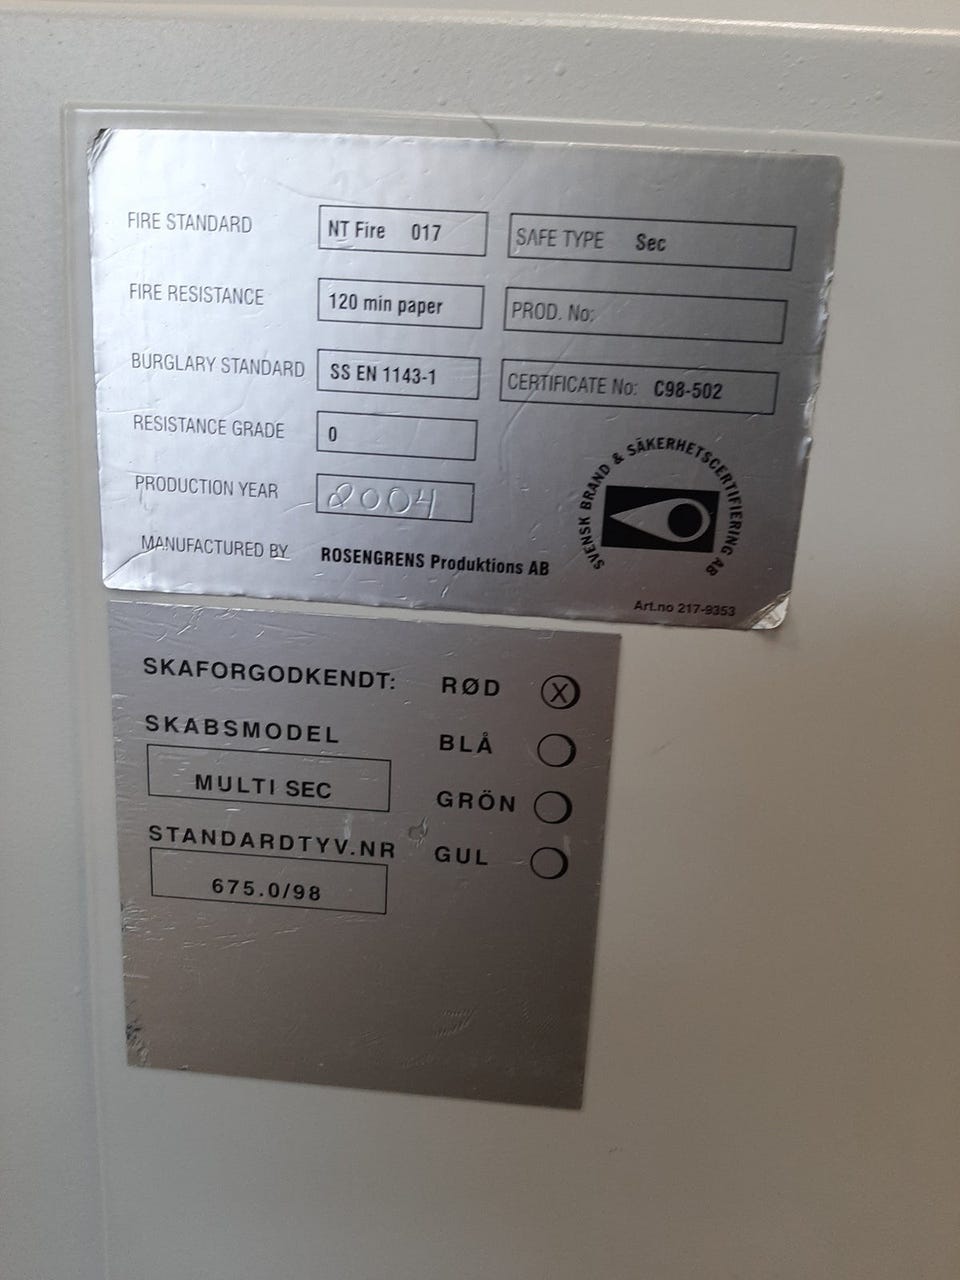 FIRE STANDARD NT Fire 017 SAFE TYPE Sec
FIRE RESISTANCE 120 min paper PROD. No:
BURGLARY STANDARD SS EN 1143-1 CERTIFICATE No: C98-502
RESISTANCE GRADE 0
PRODUCTION YEAR 2004
MANUFACTURED BY ROSENGRENS Produktions AB
SVENSK BRAND & SÄKERHETSCERTIFIERING AB
Art.no 217-9353
SKAFORGODKENDT: RØD X
SKABSMODEL BLÅ
MULTI SEC GRÖN
STANDARDTYV.NR GUL
675.0/98